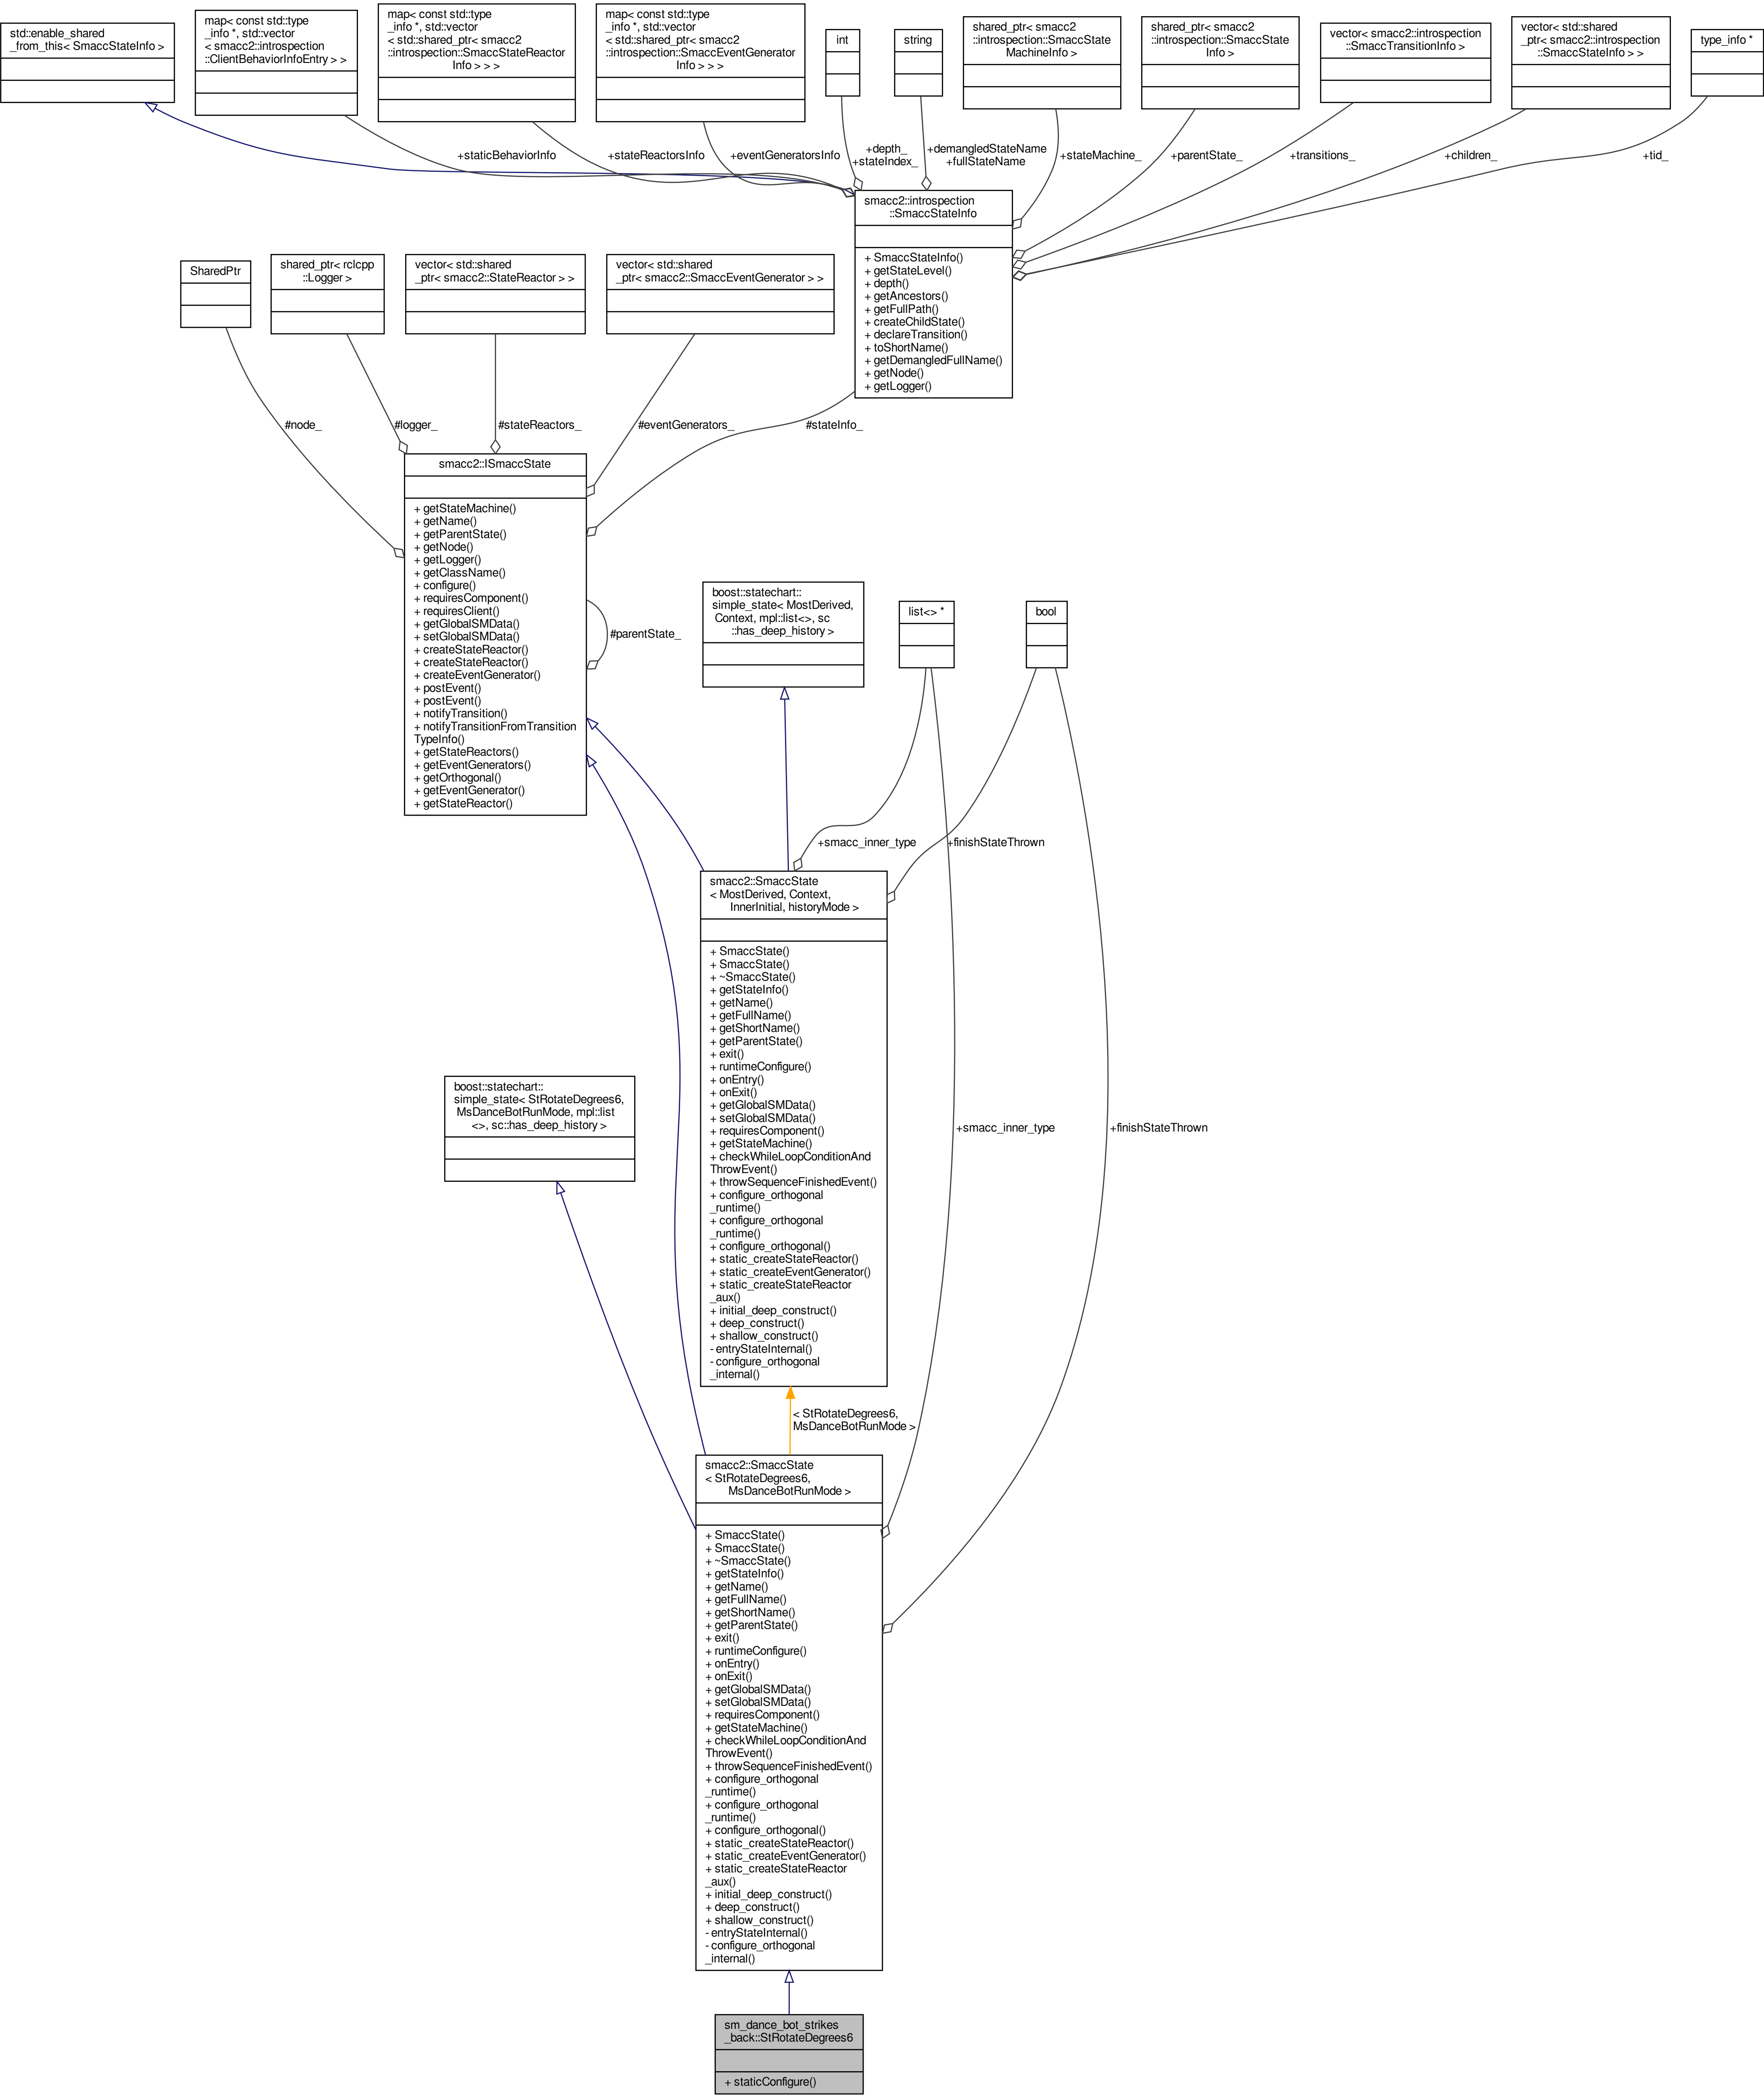 std::enable_shared
_from_this< SmaccStateInfo >
map< const std::type
_info *, std::vector
< smacc2::introspection
::ClientBehaviorInfoEntry > >
map< const std::type
_info *, std::vector
< std::shared_ptr< smacc2
::introspection::SmaccStateReactor
Info > > >
map< const std::type
_info *, std::vector
< std::shared_ptr< smacc2
::introspection::SmaccEventGenerator
Info > > >
int
string
shared_ptr< smacc2
::introspection::SmaccState
MachineInfo >
shared_ptr< smacc2
::introspection::SmaccState
Info >
vector< smacc2::introspection
::SmaccTransitionInfo >
vector< std::shared
_ptr< smacc2::introspection
::SmaccStateInfo > >
type_info *
+staticBehaviorInfo
+stateReactorsInfo
+eventGeneratorsInfo
+depth_
+stateIndex_
+demangledStateName
+fullStateName
+stateMachine_
+parentState_
+transitions_
+children_
+tid_
smacc2::introspection
::SmaccStateInfo
+ SmaccStateInfo()
+ getStateLevel()
+ depth()
+ getAncestors()
+ getFullPath()
+ createChildState()
+ declareTransition()
+ toShortName()
+ getDemangledFullName()
+ getNode()
+ getLogger()
SharedPtr
shared_ptr< rclcpp
::Logger >
vector< std::shared
_ptr< smacc2::StateReactor > >
vector< std::shared
_ptr< smacc2::SmaccEventGenerator > >
#node_
#logger_
#stateReactors_
#eventGenerators_
#stateInfo_
smacc2::ISmaccState
+ getStateMachine()
+ getName()
+ getParentState()
+ getNode()
+ getLogger()
+ getClassName()
+ configure()
+ requiresComponent()
+ requiresClient()
+ getGlobalSMData()
+ setGlobalSMData()
+ createStateReactor()
+ createStateReactor()
+ createEventGenerator()
+ postEvent()
+ postEvent()
+ notifyTransition()
+ notifyTransitionFromTransition
TypeInfo()
+ getStateReactors()
+ getEventGenerators()
+ getOrthogonal()
+ getEventGenerator()
+ getStateReactor()
#parentState_
boost::statechart::
simple_state< MostDerived,
Context, mpl::list<>, sc
::has_deep_history >
list<> *
bool
+smacc_inner_type
+finishStateThrown
smacc2::SmaccState
< MostDerived, Context,
InnerInitial, historyMode >
+ SmaccState()
+ SmaccState()
+ ~SmaccState()
+ getStateInfo()
+ getName()
+ getFullName()
+ getShortName()
+ getParentState()
+ exit()
+ runtimeConfigure()
+ onEntry()
+ onExit()
+ getGlobalSMData()
+ setGlobalSMData()
+ requiresComponent()
+ getStateMachine()
+ checkWhileLoopConditionAnd
ThrowEvent()
+ throwSequenceFinishedEvent()
+ configure_orthogonal
_runtime()
+ configure_orthogonal
_runtime()
+ configure_orthogonal()
+ static_createStateReactor()
+ static_createEventGenerator()
+ static_createStateReactor
_aux()
+ initial_deep_construct()
+ deep_construct()
+ shallow_construct()
- entryStateInternal()
- configure_orthogonal
_internal()
boost::statechart::
simple_state< StRotateDegrees6,
MsDanceBotRunMode, mpl::list
<>, sc::has_deep_history >
+smacc_inner_type
+finishStateThrown
< StRotateDegrees6,
MsDanceBotRunMode >
smacc2::SmaccState
< StRotateDegrees6,
MsDanceBotRunMode >
+ SmaccState()
+ SmaccState()
+ ~SmaccState()
+ getStateInfo()
+ getName()
+ getFullName()
+ getShortName()
+ getParentState()
+ exit()
+ runtimeConfigure()
+ onEntry()
+ onExit()
+ getGlobalSMData()
+ setGlobalSMData()
+ requiresComponent()
+ getStateMachine()
+ checkWhileLoopConditionAnd
ThrowEvent()
+ throwSequenceFinishedEvent()
+ configure_orthogonal
_runtime()
+ configure_orthogonal
_runtime()
+ configure_orthogonal()
+ static_createStateReactor()
+ static_createEventGenerator()
+ static_createStateReactor
_aux()
+ initial_deep_construct()
+ deep_construct()
+ shallow_construct()
- entryStateInternal()
- configure_orthogonal
_internal()
sm_dance_bot_strikes
_back::StRotateDegrees6
+ staticConfigure()